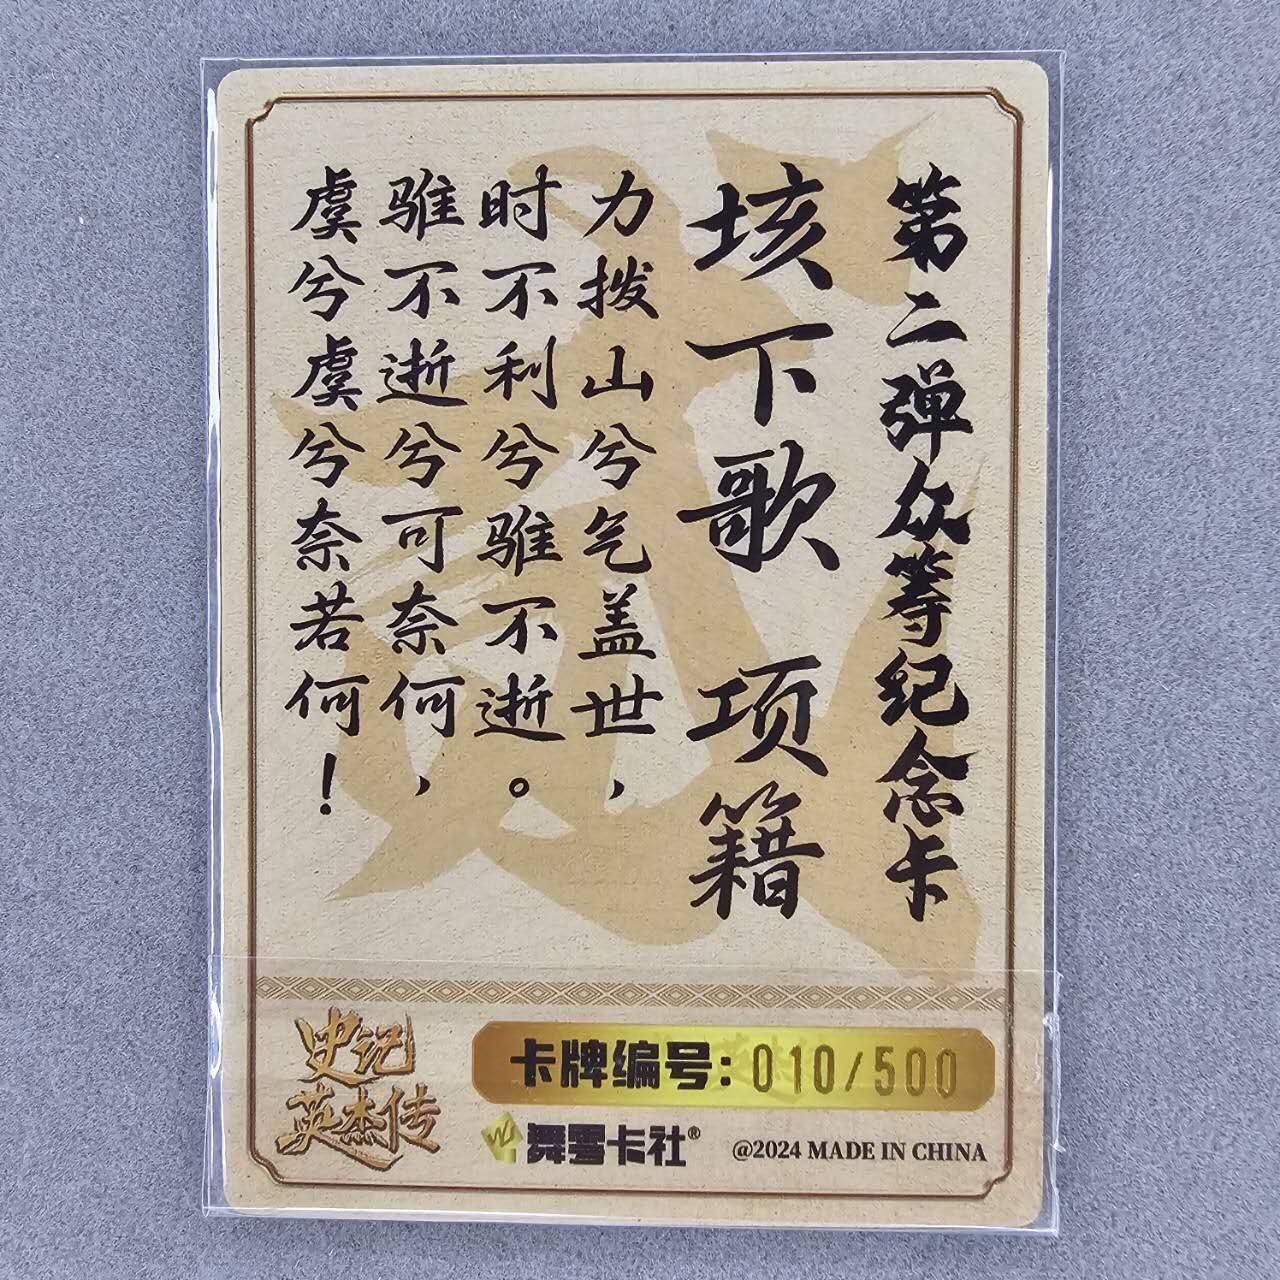 第二弹众筹纪念卡
垓下歌 项籍
力拨山兮气盖世，
时不利兮骓不逝。
骓不逝兮可奈何，
虞兮虞兮奈若何！
史记
英杰传
卡牌编号：010/500
舞雩卡社®
@2024 MADE IN CHINA